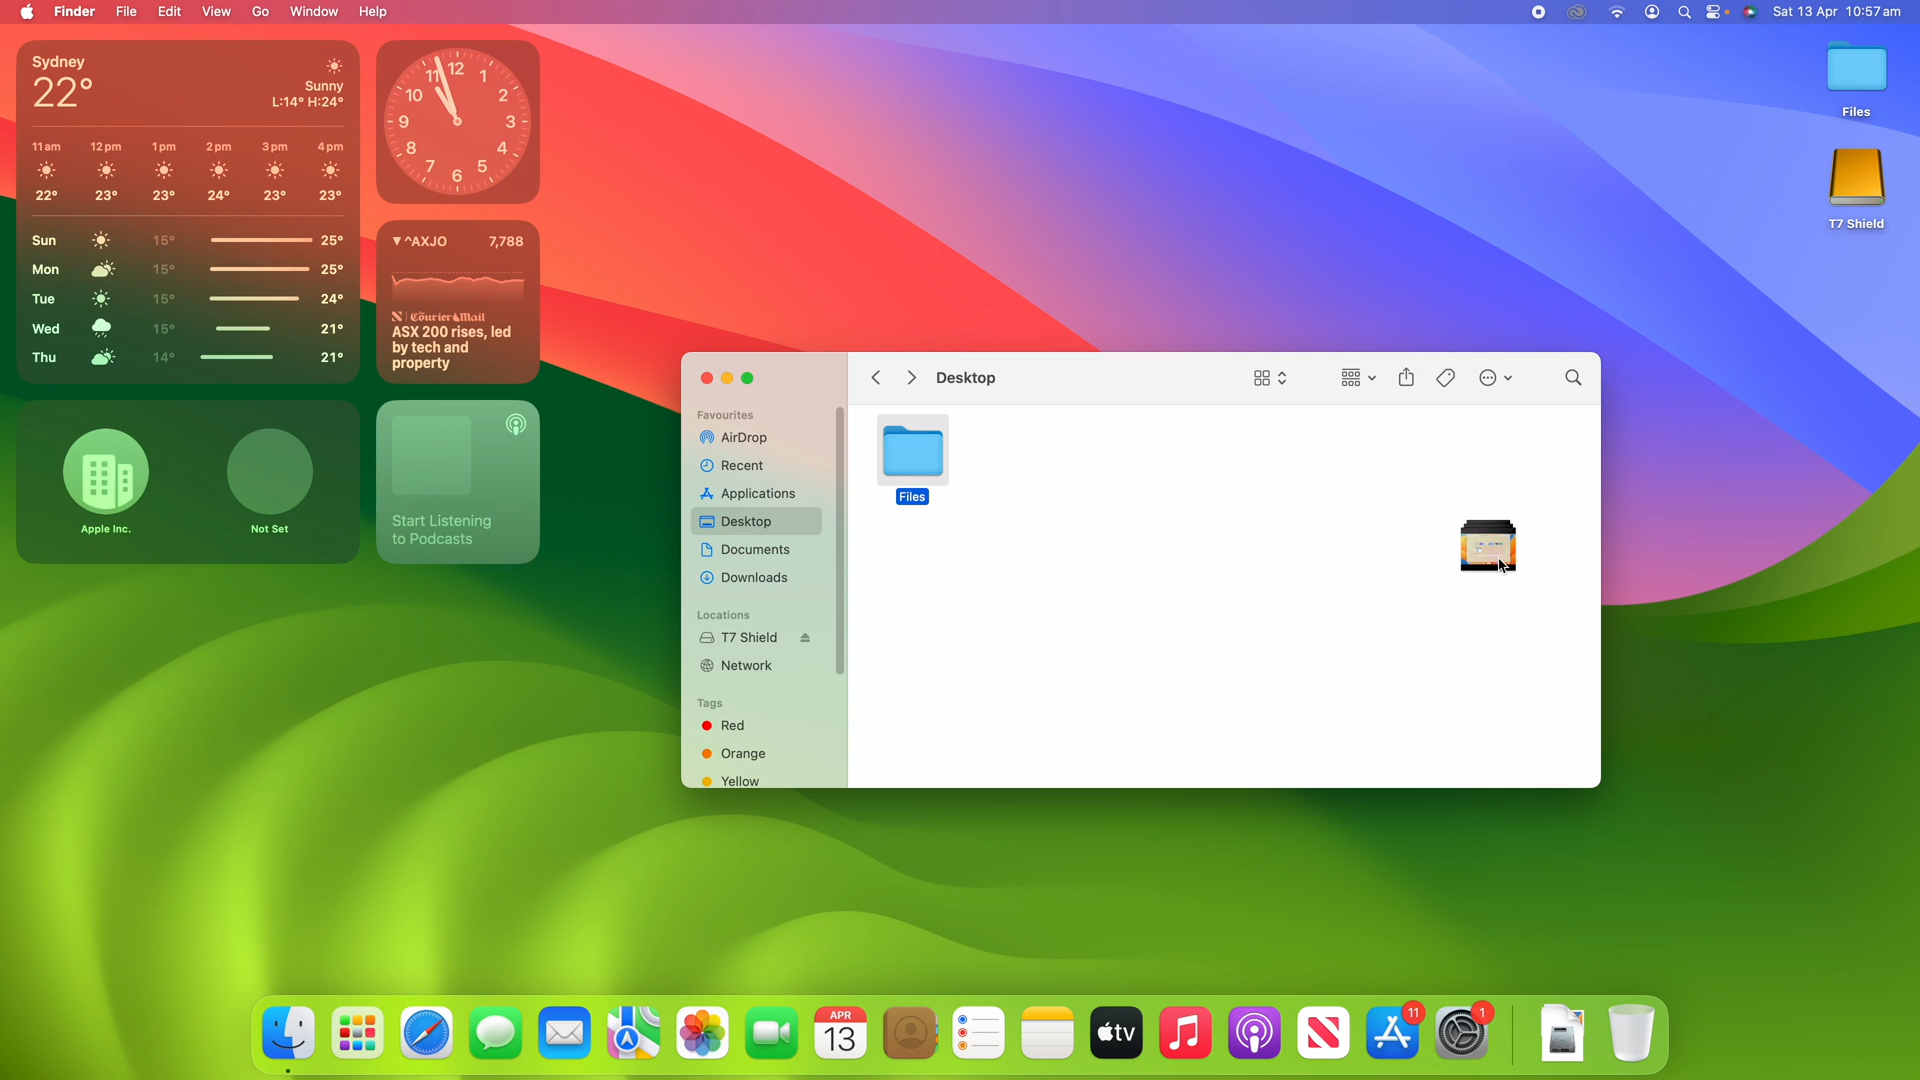 Finder File Edit View Go Window Help
Sat 13 Apr 10:57 am
Sydney
22°
Sunny
L:14° H:24°
11 am 12 pm 1 pm 2 pm 3 pm 4 pm
22° 23° 23° 24° 23° 23°
Sun 15° 25°
Mon 15° 25°
Tue 15° 24°
Wed 15° 21°
Thu 14° 21°
12 1 2 3 4 5 6 7 8 9 10 11
▼ ^AXJO 7,788
N | Courier Mail
ASX 200 rises, led
by tech and
property
Apple Inc.
Not Set
Start Listening
to Podcasts
Files
T7 Shield
Desktop
Favourites
AirDrop
Recent
Applications
Desktop
Documents
Downloads
Locations
T7 Shield
Network
Tags
Red
Orange
Yellow
Files
APR
13
tv
11
1